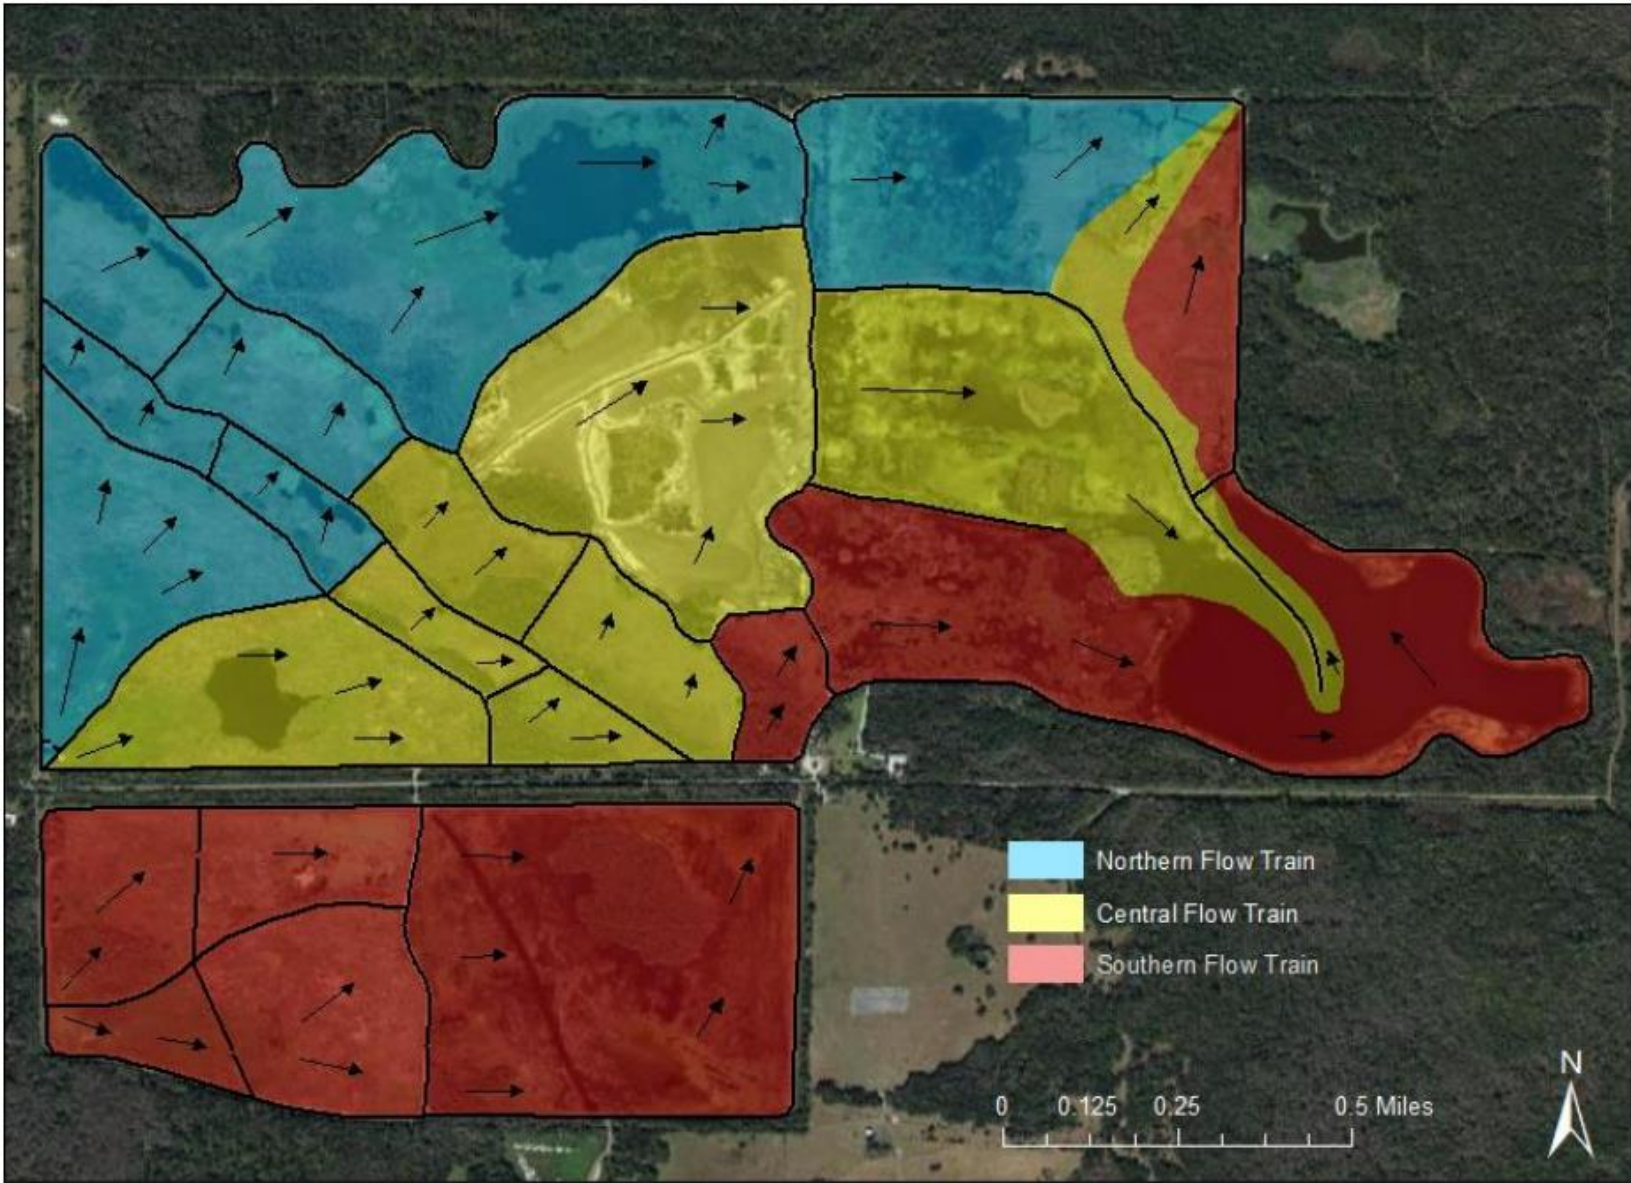 Northern Flow Train
Central Flow Train
Southern Flow Train
N
0 0.125 0.25 0.5 Miles